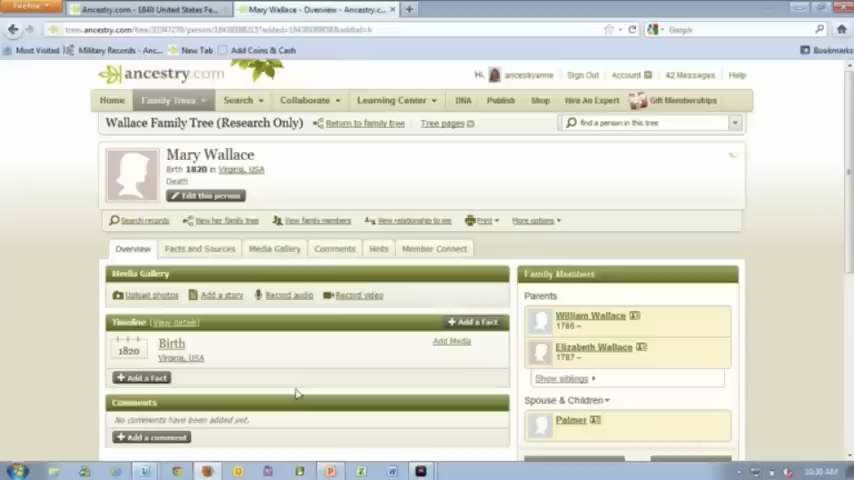 Firefox
Ancestry.com - 1840 United States Fe...
Mary Wallace - Overview - Ancestry.c... ×
+
Google
Most Visited
Military Records - Anc...
New Tab
Add Coins & Cash
Bookmarks
ancestry.com
Hi, ancestryanne
Sign Out
Account
42 Messages
Help
Home
Family Trees
Search
Collaborate
Learning Center
DNA
Publish
Shop
Hire An Expert
Gift Memberships
Wallace Family Tree (Research Only)
Return to family tree
Tree pages
find a person in this tree
Mary Wallace
Birth 1820 in Virginia, USA
Death
Edit this person
Search records
View her family tree
View family members
View relationship to me
Print
More options
Overview
Facts and Sources
Media Gallery
Comments
Hints
Member Connect
Media Gallery
Upload photos
Add a story
Record audio
Record video
Timeline (View details)
+ Add a Fact
1820
Birth
Virginia, USA
Add Media
+ Add a Fact
Comments
No comments have been added yet.
+ Add a comment
Family Members
Parents
William Wallace
1786 –
Elizabeth Wallace
1787 –
Show siblings
Spouse & Children
Palmer
10:30 AM